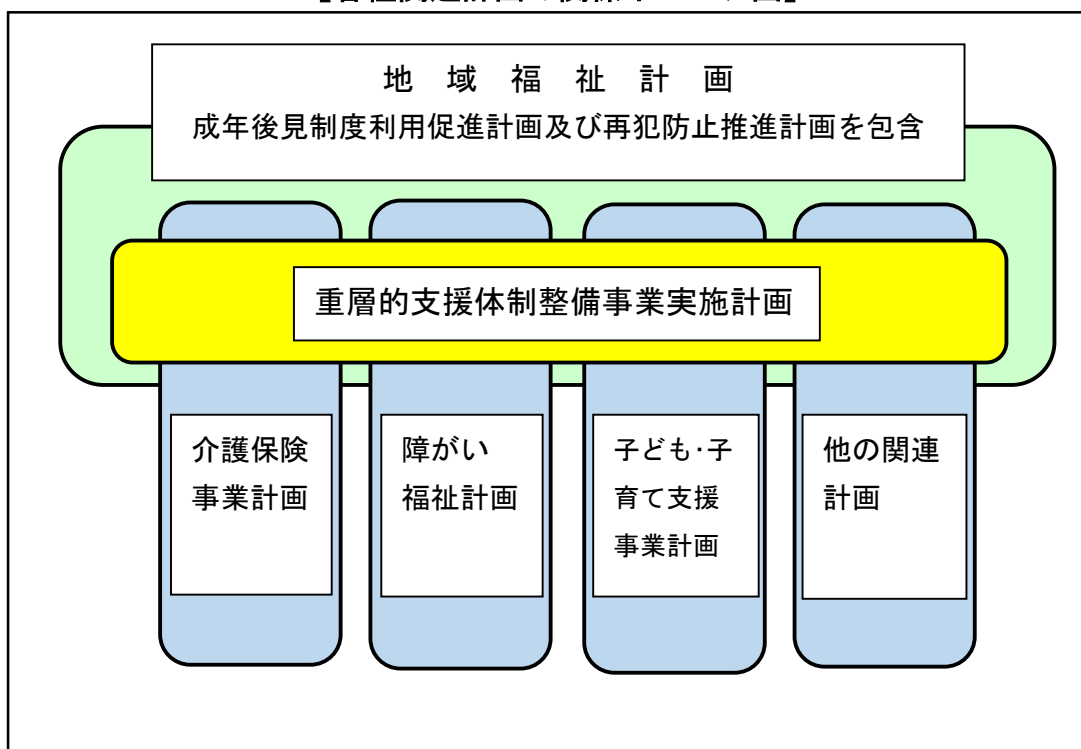 地域福祉計画
成年後見制度利用促進計画及び再犯防止推進計画を包含
重層的支援体制整備事業実施計画
介護保険
事業計画
障がい
福祉計画
子ども・子
育て支援
事業計画
他の関連
計画